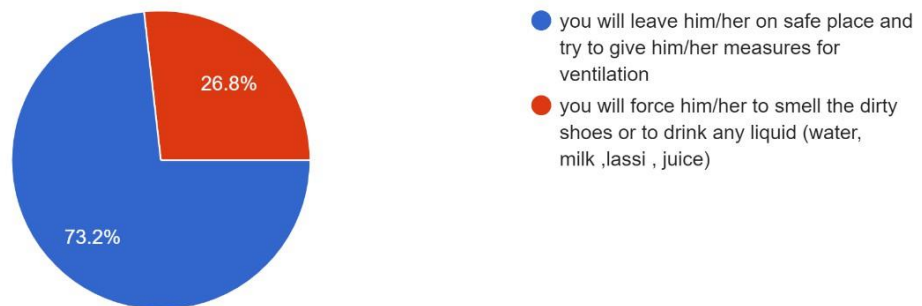 26.8%
73.2%
you will leave him/her on safe place and
try to give him/her measures for
ventilation
you will force him/her to smell the dirty
shoes or to drink any liquid (water,
milk ,lassi , juice)